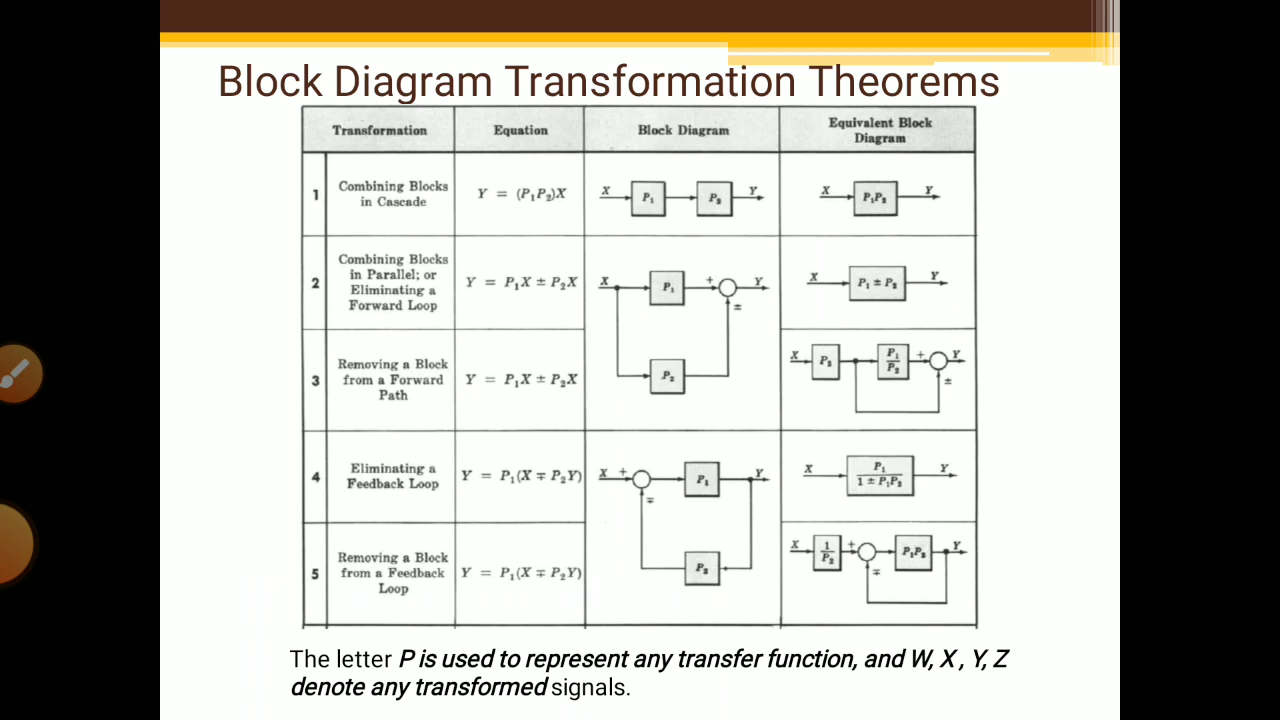 Block Diagram Transformation Theorems
Transformation
Equation
Block Diagram
Equivalent Block
Diagram
1
Combining Blocks
in Cascade
Y = (P₁P₂)X
X
P₁
P₂
Y
X
P₁P₂
Y
2
Combining Blocks
in Parallel; or
Eliminating a
Forward Loop
Y = P₁X ± P₂X
X
P₁
+
Y
±
P₂
X
P₁ ± P₂
Y
3
Removing a Block
from a Forward
Path
Y = P₁X ± P₂X
X
P₂
P₁
P₂
+
Y
±
4
Eliminating a
Feedback Loop
Y = P₁(X ∓ P₂Y)
X
+
P₁
Y
∓
P₂
X
P₁
1 ± P₁P₂
Y
5
Removing a Block
from a Feedback
Loop
Y = P₁(X ∓ P₂Y)
X
1
P₂
+
P₁P₂
Y
∓
The letter P is used to represent any transfer function, and W, X , Y, Z
denote any transformed signals.